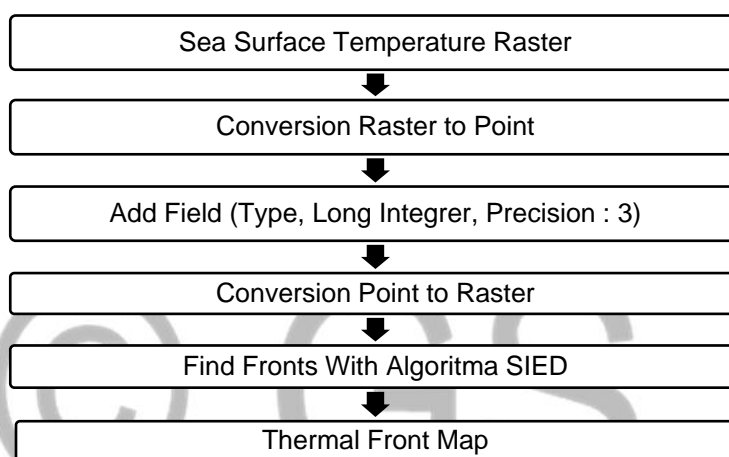 Sea Surface Temperature Raster
Conversion Raster to Point
Add Field (Type, Long Integrer, Precision : 3)
Conversion Point to Raster
Find Fronts With Algoritma SIED
Thermal Front Map
© GS